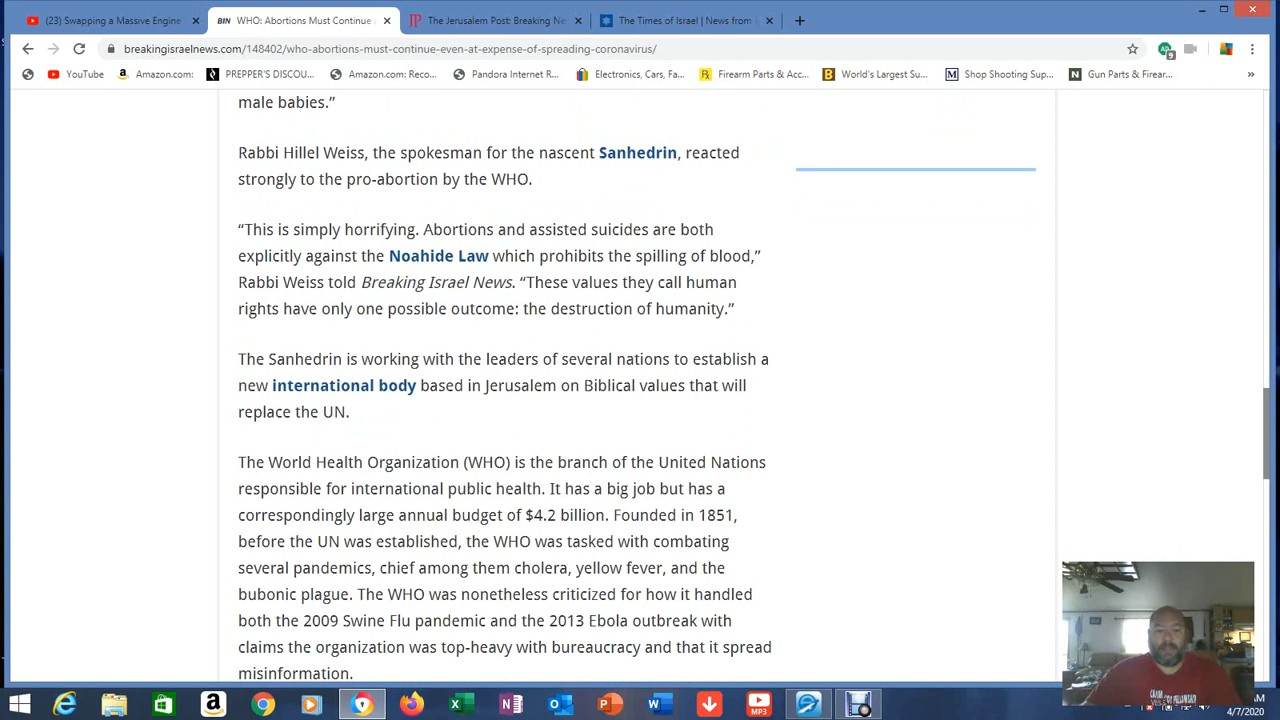 (23) Swapping a Massive Engine
BIN WHO: Abortions Must Continue
The Jerusalem Post: Breaking Ne
The Times of Israel | News from
breakingisraelnews.com/148402/who-abortions-must-continue-even-at-expense-of-spreading-coronavirus/
YouTube Amazon.com: PREPPER'S DISCOU... Amazon.com: Reco... Pandora Internet R... Electronics, Cars, Fa... Firearm Parts & Acc... World's Largest Su... Shop Shooting Sup... Gun Parts & Firear...
male babies.”
Rabbi Hillel Weiss, the spokesman for the nascent Sanhedrin, reacted
strongly to the pro-abortion by the WHO.
“This is simply horrifying. Abortions and assisted suicides are both
explicitly against the Noahide Law which prohibits the spilling of blood,”
Rabbi Weiss told Breaking Israel News. “These values they call human
rights have only one possible outcome: the destruction of humanity.”
The Sanhedrin is working with the leaders of several nations to establish a
new international body based in Jerusalem on Biblical values that will
replace the UN.
The World Health Organization (WHO) is the branch of the United Nations
responsible for international public health. It has a big job but has a
correspondingly large annual budget of $4.2 billion. Founded in 1851,
before the UN was established, the WHO was tasked with combating
several pandemics, chief among them cholera, yellow fever, and the
bubonic plague. The WHO was nonetheless criticized for how it handled
both the 2009 Swine Flu pandemic and the 2013 Ebola outbreak with
claims the organization was top-heavy with bureaucracy and that it spread
misinformation.
MP3
4/7/2020